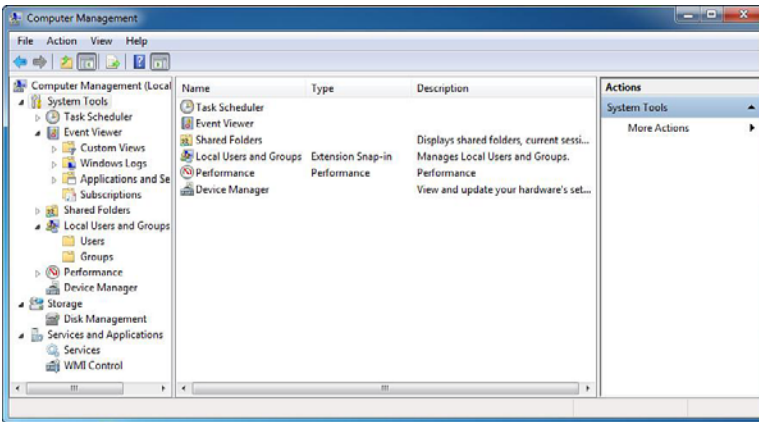 Computer Management
File Action View Help
Computer Management (Local
System Tools
Task Scheduler
Event Viewer
Custom Views
Windows Logs
Applications and Se
Subscriptions
Shared Folders
Local Users and Groups
Users
Groups
Performance
Device Manager
Storage
Disk Management
Services and Applications
Services
WMI Control
Name Type Description
Task Scheduler
Event Viewer
Shared Folders Displays shared folders, current sessi...
Local Users and Groups Extension Snap-in Manages Local Users and Groups.
Performance Performance Performance
Device Manager View and update your hardware's set...
Actions
System Tools
More Actions